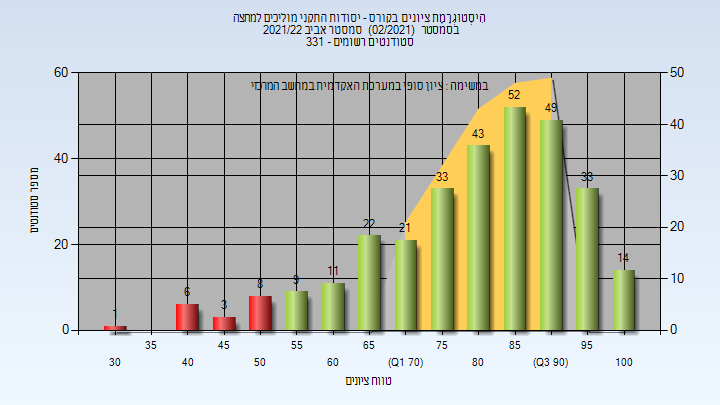 היסטוגרמת ציונים בקורס - יסודות התקני מוליכים למחצה
בסמסטר (02/2021) סמסטר אביב 2021/22
סטודנטים רשומים - 331
במשימה : ציון סופי במערכת האקדמית במחשב המרכזי
60 50
40 40 30
20 20 10
0 0
מספר סטודנטים
1 6 3 8 9 11 22 21 33 43 52 49 33 14
35 45 55 65 75 85 95
30 40 50 60 (Q1 70) 80 (Q3 90) 100
טווח ציונים